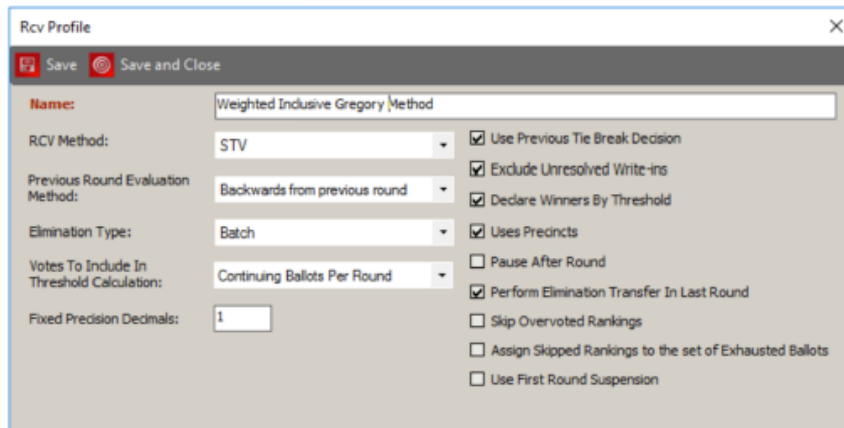 Rcv Profile
Save Save and Close
Name: Weighted Inclusive Gregory Method
RCV Method: STV
Previous Round Evaluation
Method: Backwards from previous round
Elimination Type: Batch
Votes To Include In
Threshold Calculation: Continuing Ballots Per Round
Fixed Precision Decimals: 1
Use Previous Tie Break Decision
Exclude Unresolved Write-ins
Declare Winners By Threshold
Uses Precincts
Pause After Round
Perform Elimination Transfer In Last Round
Skip Overvoted Rankings
Assign Skipped Rankings to the set of Exhausted Ballots
Use First Round Suspension